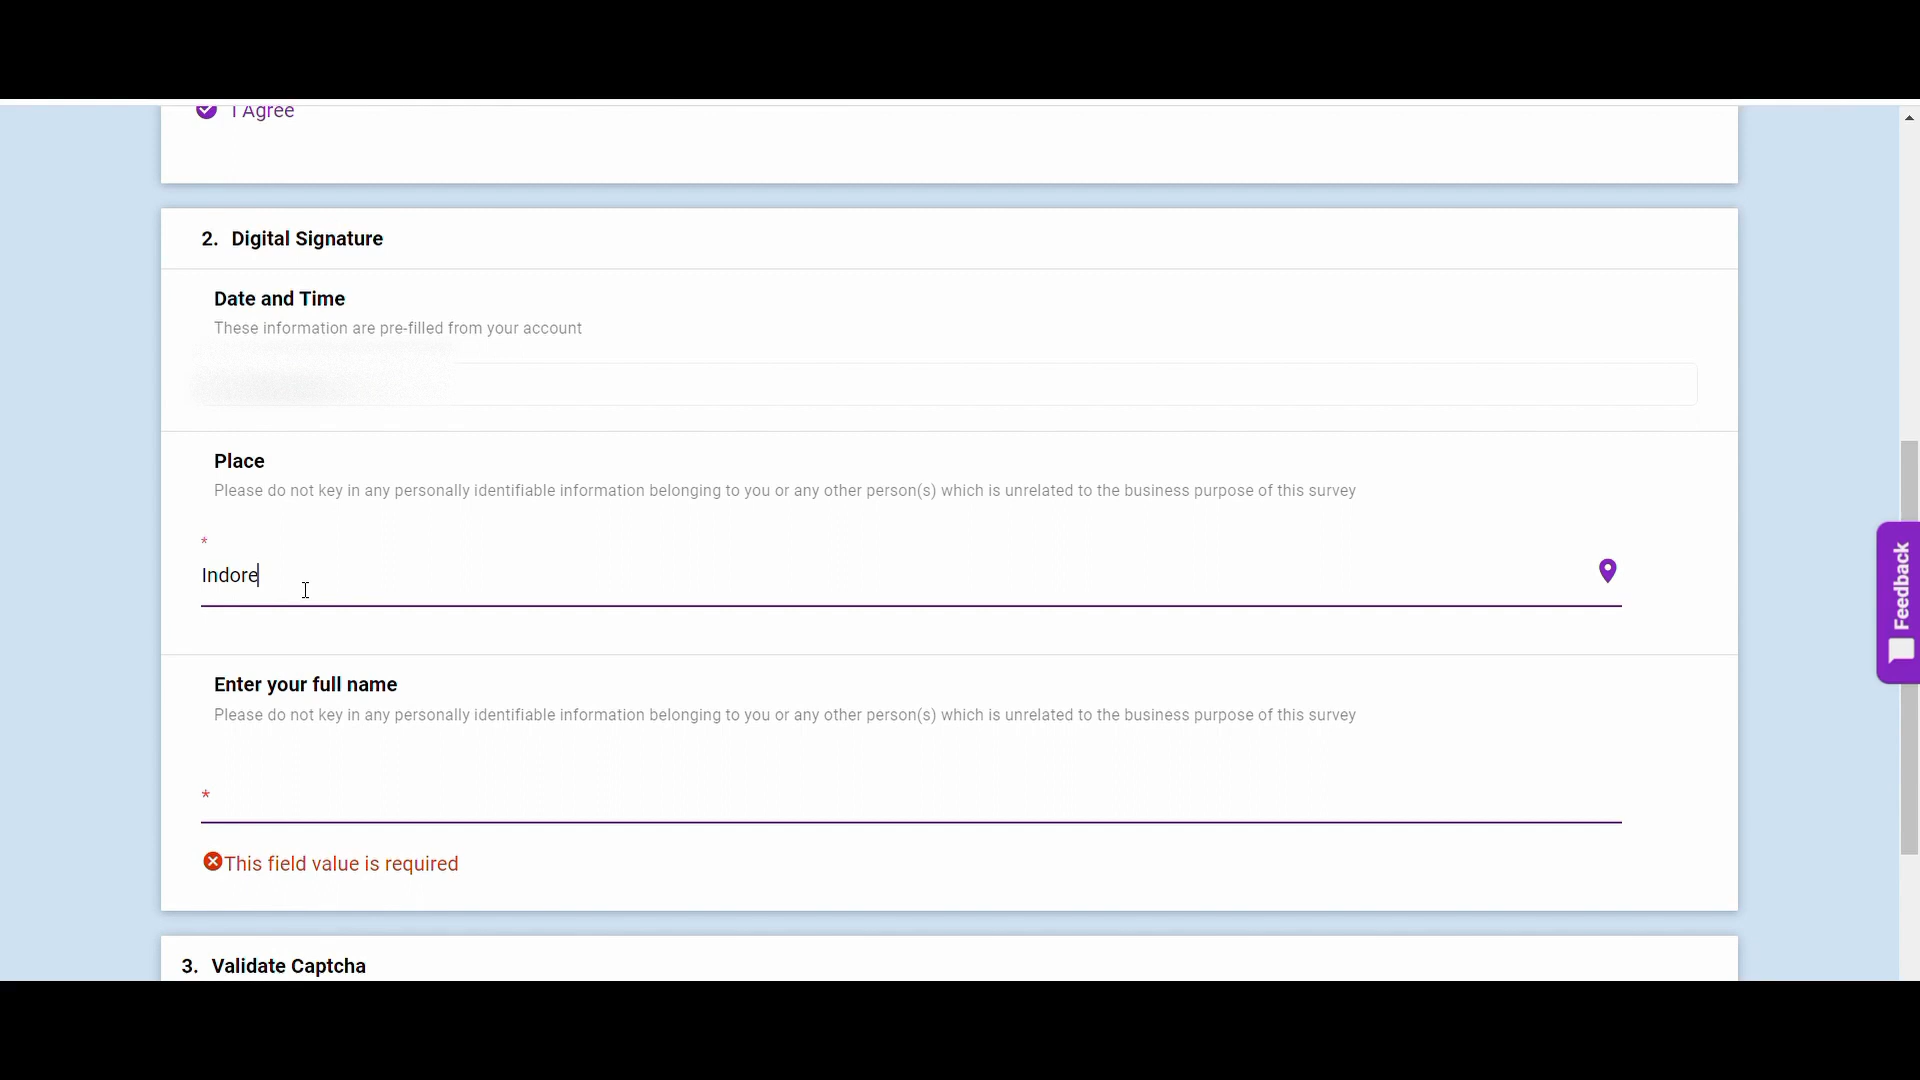 I Agree
2. Digital Signature
Date and Time
These information are pre-filled from your account
Place
Please do not key in any personally identifiable information belonging to you or any other person(s) which is unrelated to the business purpose of this survey
*
Indore
Feedback
Enter your full name
Please do not key in any personally identifiable information belonging to you or any other person(s) which is unrelated to the business purpose of this survey
*
This field value is required
3. Validate Captcha